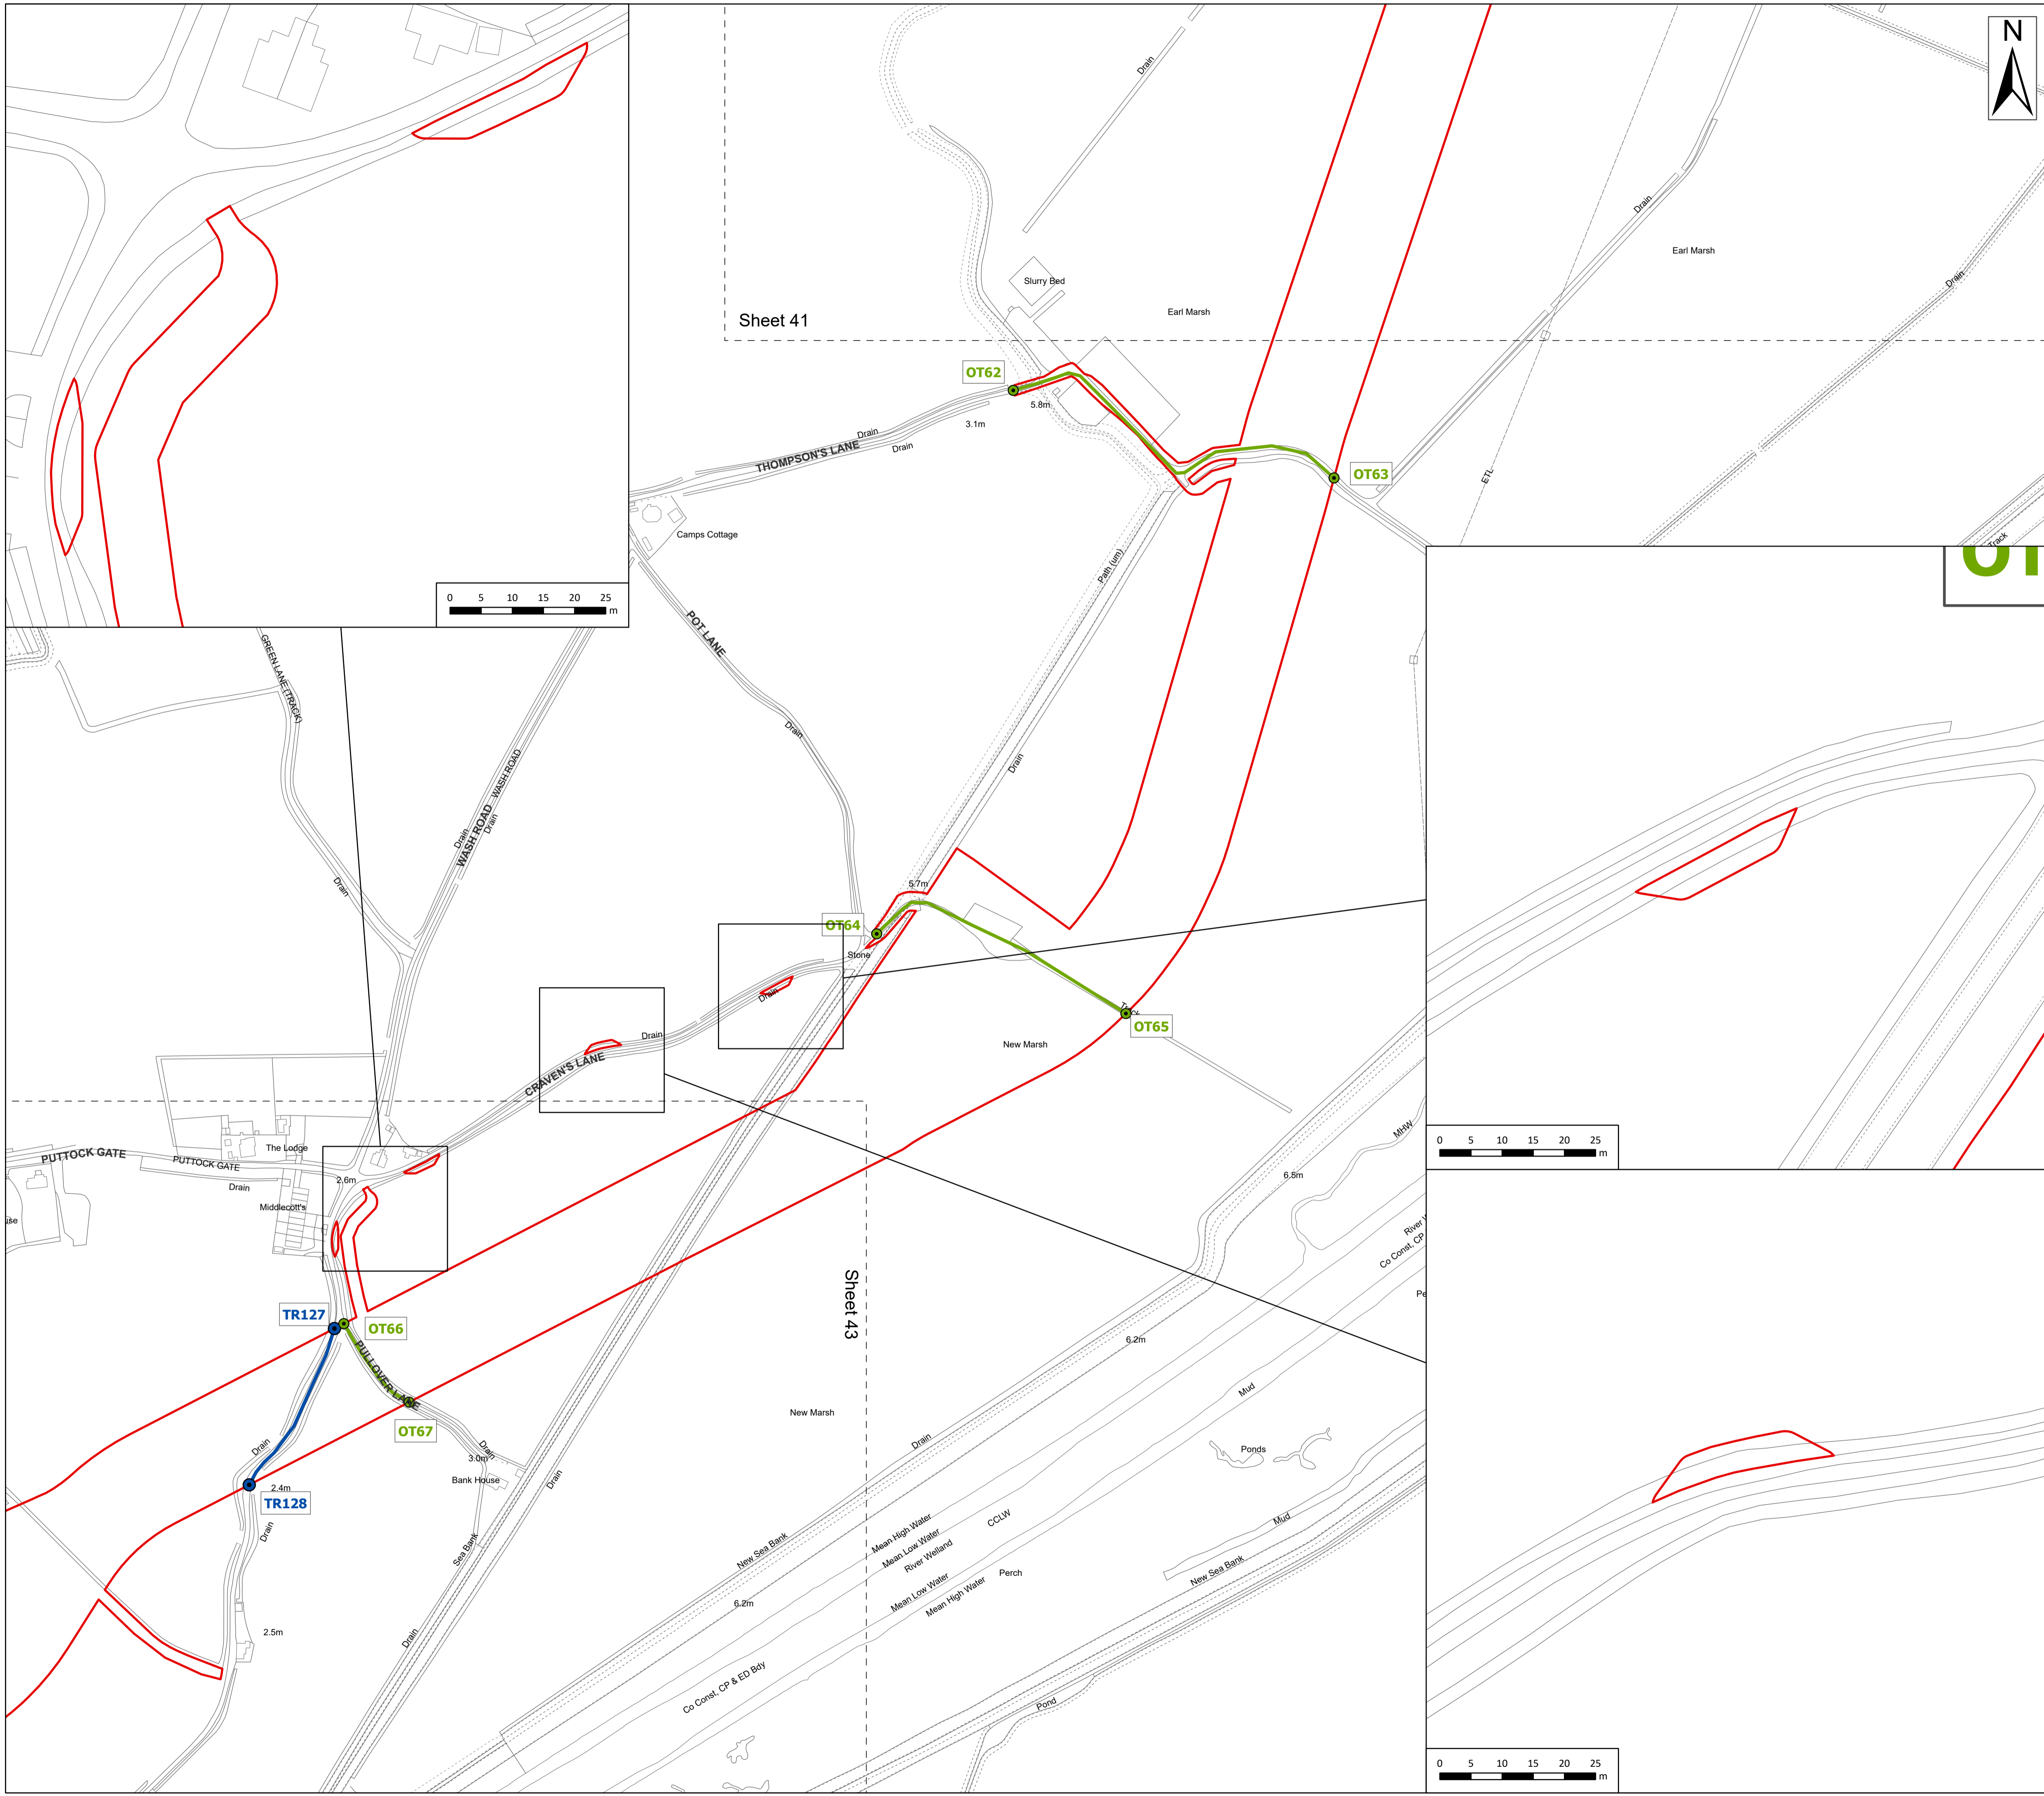 N
Drain
Drain
Earl Marsh
Slurry Bed
Drain
Earl Marsh
Sheet 41
OT62
5.8m
3.1m
Drain
THOMPSON'S LANE
Drain
OT63
ETL
Track
OT
Camps Cottage
Path (um)
0 5 10 15 20 25
m
POT LANE
GREEN LANE (TRACK)
Drain
Drain
WASH ROAD
WASH ROAD
Drain
Drain
Drain
5.7m
OT64
Stone
Drain
Drain
CRAVEN'S LANE
OT65
New Marsh
MHW
0 5 10 15 20 25
m
The Lodge
PUTTOCK GATE
PUTTOCK GATE
Drain
2.6m
Middlecott's
6.5m
Co Const, CP
TR127
OT66
Sheet 43
6.2m
PULLOVER LANE
OT67
New Marsh
Mud
Drain
Drain
3.0m
Drain
Ponds
Bank House
Drain
2.4m
TR128
Drain
Sea Bank
New Sea Bank
Mean High Water
Mean Low Water
River Welland
CCLW
Mud
New Sea Bank
Perch
Mean Low Water
Mean High Water
6.2m
2.5m
Drain
Co Const, CP & ED Bdy
Pond
0 5 10 15 20 25
m